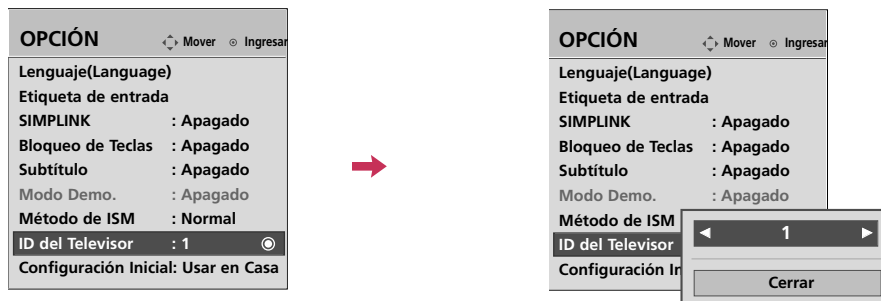 OPCIÓN Mover Ingresar
Lenguaje(Language)
Etiqueta de entrada
SIMPLINK : Apagado
Bloqueo de Teclas : Apagado
Subtítulo : Apagado
Modo Demo. : Apagado
Método de ISM : Normal
ID del Televisor : 1
Configuración Inicial: Usar en Casa
OPCIÓN Mover Ingresar
Lenguaje(Language)
Etiqueta de entrada
SIMPLINK : Apagado
Bloqueo de Teclas : Apagado
Subtítulo : Apagado
Modo Demo. : Apagado
Método de ISM
ID del Televisor
Configuración In
1
Cerrar